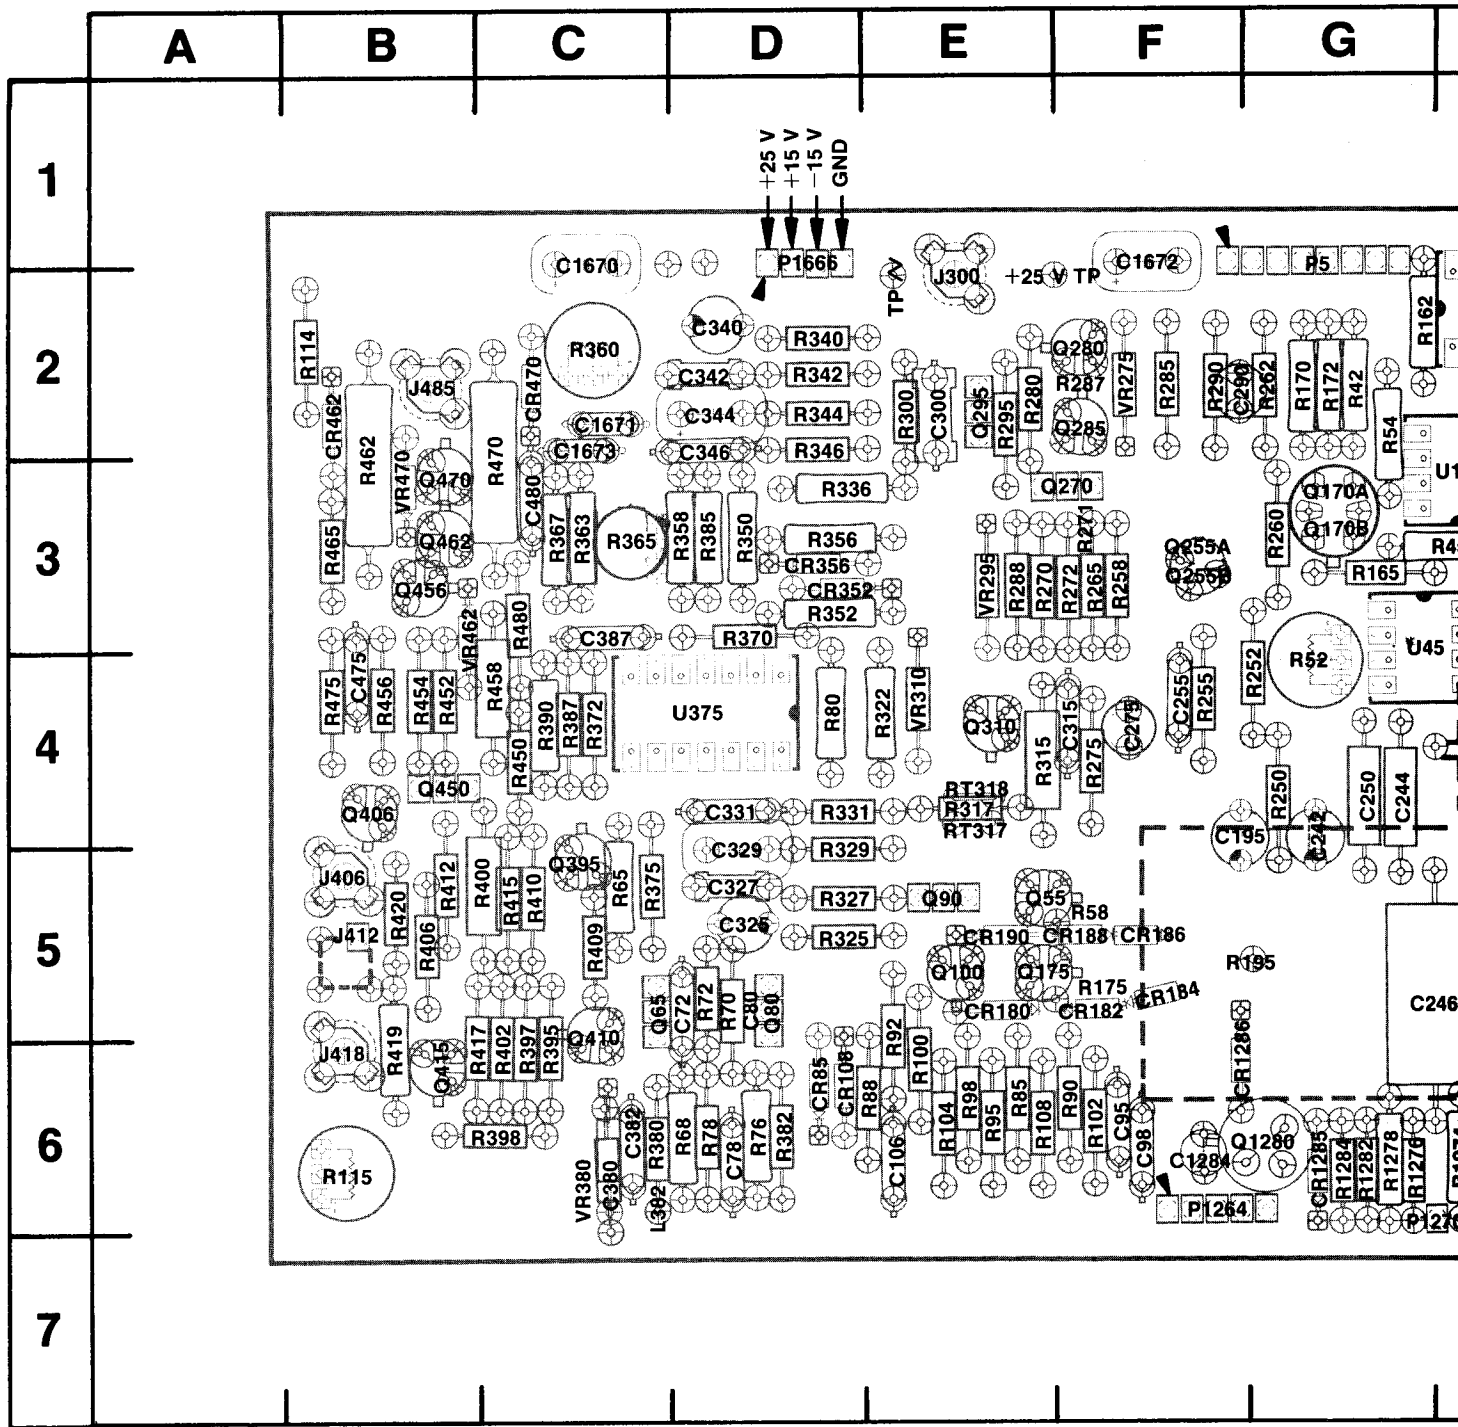 A B C D E F G
1
+25 V
+15 V
−15 V
GND
C1670 P1666 TP J300 +25 V TP C1672 P5
2
R114 CR462 R462 J485 R470 CR470 R360 C340 R340
C342 R342 C344 R344 C1671 C1673 C346 R346
R300 C300 Q295 R295 R280 Q280 R287 Q285 VR275 R285 R290 C290 R262 R170 R172 R42 R162 R54
3
R465 VR470 Q470 Q462 Q456 C480 R367 R363 R365 R358 R385 R350 R336 R356 CR356 CR352 R352
VR295 R288 R270 Q270 R271 R272 R265 R258 Q255A Q255B R260 Q170A Q170B R165
VR462 R480 C387 R370 U45
4
R475 C475 R456 R454 R452 R458 R450 R390 R387 R372 U375 R80 R322 VR310 Q310 R315 C315 R275 C275 C255 R255 R252 R52
Q450 Q406 C331 R331 RT318 R317 RT317 R250 C250 C244 C195 C242
5
J406 R420 R412 R400 R415 R410 Q395 R65 R375 C329 R329 C327 R327 C325 R325
J412 R406 R409 Q90 Q55 R58 CR190 CR188 CR186 R195
Q100 Q175 R175 CR184 CR180 CR182 C246
Q65 C72 R72 R70 C80 Q80 R92
J418 R419 Q415 R417 R402 R397 R395 Q410 CR85 CR108 R88 R100 CR1286
6
R115 R398 VR380 C380 C382 R380 L382 R68 R78 C78 R76 R382 C106 R104 R98 R95 R85 R108 R90 R102 C95 C98 C1284 Q1280 CR1285 R1284 R1282 R1278 R1276
P1264
7